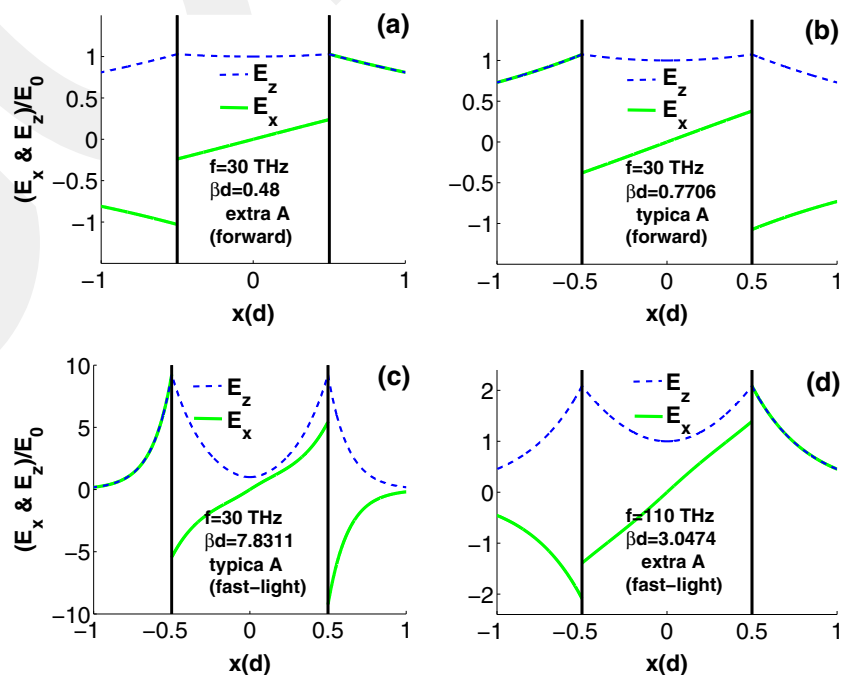 (a)
(E_x & E_z)/E_0
1
0.5
0
−0.5
−1
E_z
E_x
f=30 THz
βd=0.48
extra A
(forward)
−1
−0.5
0
0.5
1
x(d)
(b)
1
0.5
0
−0.5
−1
E_z
E_x
f=30 THz
βd=0.7706
typica A
(forward)
−1
−0.5
0
0.5
1
x(d)
(c)
(E_x & E_z)/E_0
10
5
0
−5
−10
E_z
E_x
f=30 THz
βd=7.8311
typica A
(fast−light)
−1
−0.5
0
0.5
1
x(d)
(d)
2
1
0
−1
−2
E_z
E_x
f=110 THz
βd=3.0474
extra A
(fast−light)
−1
−0.5
0
0.5
1
x(d)